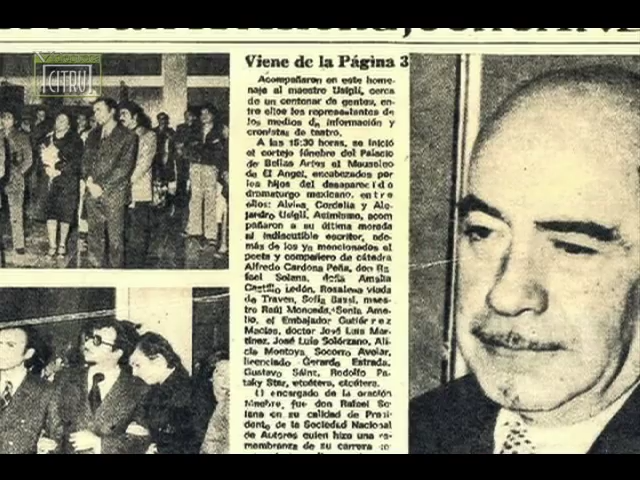 CITRU
Viene de la Página 3
Acompañaron en este home-
naje al maestro Usigli, cerca
de un centenar de gentes, en-
tre ellos los representantes de
los medios de información y
cronistas de teatro.
A las 15:30 horas, se inició
el cortejo fúnebre del Palacio
de Bellas Artes al Mausoleo
de El Angel, encabezados por
los hijos del desaparecido
dramaturgo mexicano, entre
ellos: Alvina, Cordelia y Ale-
jandro Usigli. Asimismo, acom
pañaron a su última morada
al indiscutible escritor, ade-
más de los ya mencionados el
poeta y compañero de cátedra
Alfredo Cardona Peña, don Ra
fael Solana, doña Amalia
Castillo Ledón, Rosalena viuda
de Traven, Sofía Bassi, maes-
tro Raúl Moncada, Sonia Ame-
lio, el Embajador Gutiérrez
Macías, doctor José Luis Mar-
tínez, José Luis Solórzano, Ali-
cia Montoya, Socorro Avelar,
licenciado Gerardo Estrada,
Gustavo Sáinz, Rodolfo Pa-
taky Star, etcétera, etcétera.
El encargado de la oración
fúnebre, fue don Rafael So-
lana en su calidad de Presi-
dente de la Sociedad Nacional
de Autores quien hizo una re-
membranza de su carrera